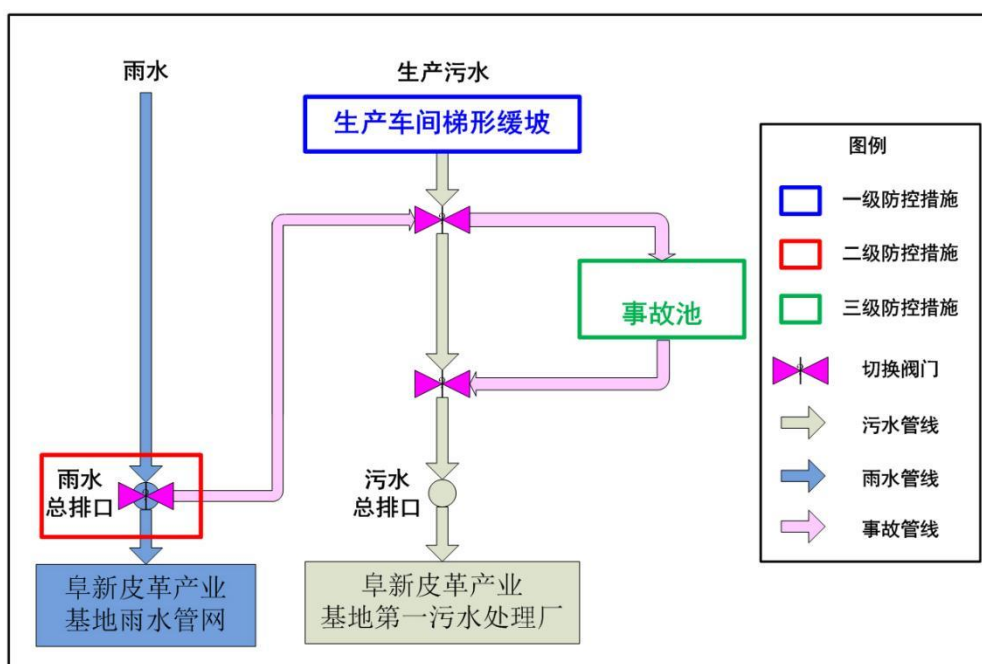 雨水
生产污水
生产车间梯形缓坡
事故池
雨水
总排口
污水
总排口
阜新皮革产业
基地雨水管网
阜新皮革产业
基地第一污水处理厂
图例
一级防控措施
二级防控措施
三级防控措施
切换阀门
污水管线
雨水管线
事故管线